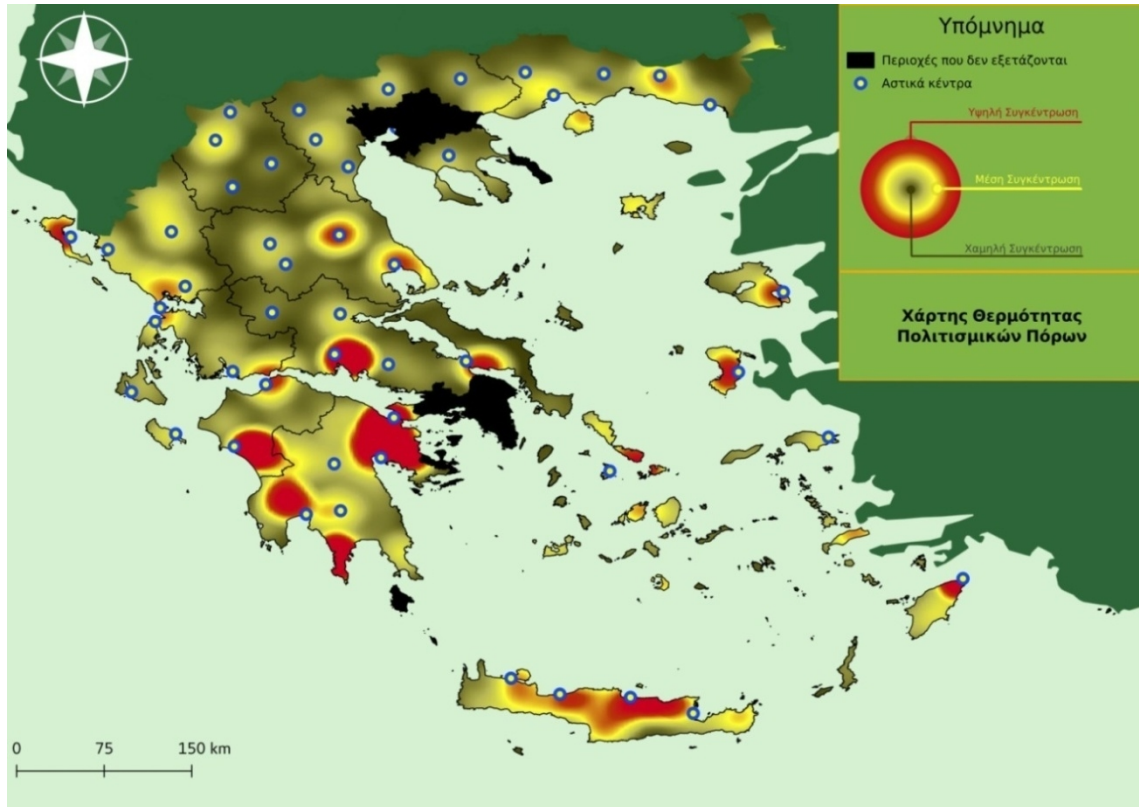 Υπόμνημα
Περιοχές που δεν εξετάζονται
Αστικά κέντρα
Υψηλή Συγκέντρωση
Μέση Συγκέντρωση
Χαμηλή Συγκέντρωση
Χάρτης Θερμότητας
Πολιτισμικών Πόρων
0 75 150 km